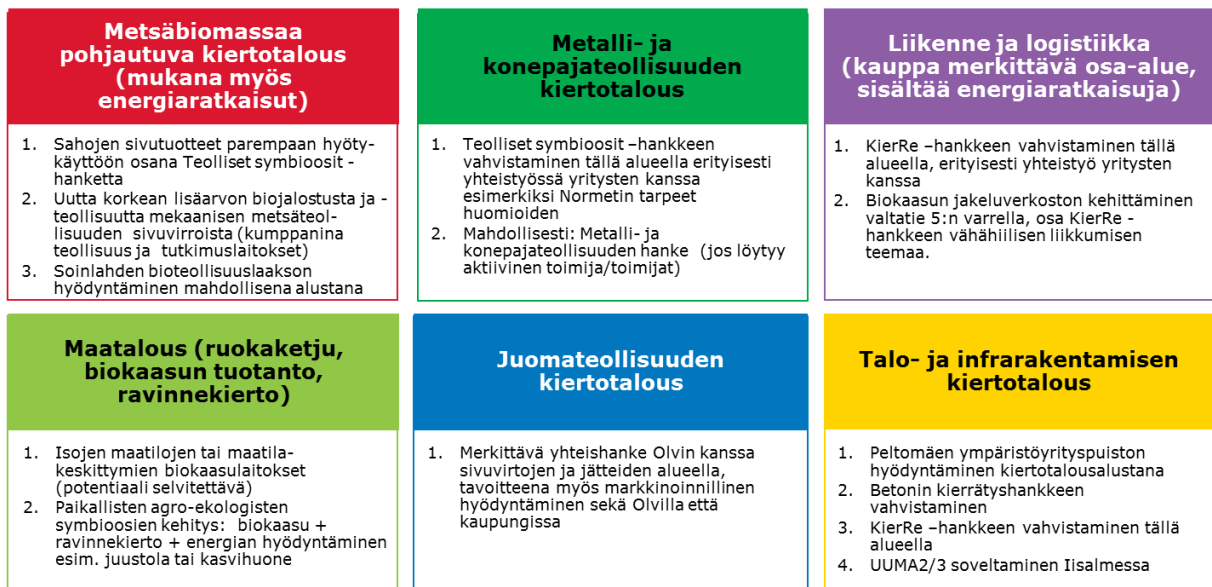 Metsäbiomassaa
pohjautuva kiertotalous
(mukana myös
energiaratkaisut)
1. Sahojen sivutuotteet parempaan hyöty-
käyttöön osana Teolliset symbioosit -
hanketta
2. Uutta korkean lisäarvon biojalostusta ja -
teollisuutta mekaanisen metsäteol-
lisuuden sivuvirroista (kumppanina
teollisuus ja tutkimuslaitokset)
3. Soinlahden bioteollisuuslaakson
hyödyntäminen mahdollisena alustana
Metalli- ja
konepajateollisuuden
kiertotalous
1. Teolliset symbioosit –hankkeen
vahvistaminen tällä alueella erityisesti
yhteistyössä yritysten kanssa
esimerkiksi Normetin tarpeet
huomioiden
2. Mahdollisesti: Metalli- ja
konepajateollisuuden hanke (jos löytyy
aktiivinen toimija/toimijat)
Liikenne ja logistiikka
(kauppa merkittävä osa-alue,
sisältää energiaratkaisuja)
1. KierRe –hankkeen vahvistaminen tällä
alueella, erityisesti yhteistyö yritysten
kanssa
2. Biokaasun jakeluverkoston kehittäminen
valtatie 5:n varrella, osa KierRe -
hankkeen vähähiilisen liikkumisen
teemaa.
Maatalous (ruokaketju,
biokaasun tuotanto,
ravinnekierto)
1. Isojen maatilojen tai maatila-
keskittymien biokaasulaitokset
(potentiaali selvitettävä)
2. Paikallisten agro-ekologisten
symbioosien kehitys: biokaasu +
ravinnekierto + energian hyödyntäminen
esim. juustola tai kasvihuone
Juomateollisuuden
kiertotalous
1. Merkittävä yhteishanke Olvin kanssa
sivuvirtojen ja jätteiden alueella,
tavoitteena myös markkinoinnillinen
hyödyntäminen sekä Olvilla että
kaupungissa
Talo- ja infrarakentamisen
kiertotalous
1. Peltomäen ympäristöyrityspuiston
hyödyntäminen kiertotalousalustana
2. Betonin kierrätyshankkeen
vahvistaminen
3. KierRe –hankkeen vahvistaminen tällä
alueella
4. UUMA2/3 soveltaminen Iisalmessa